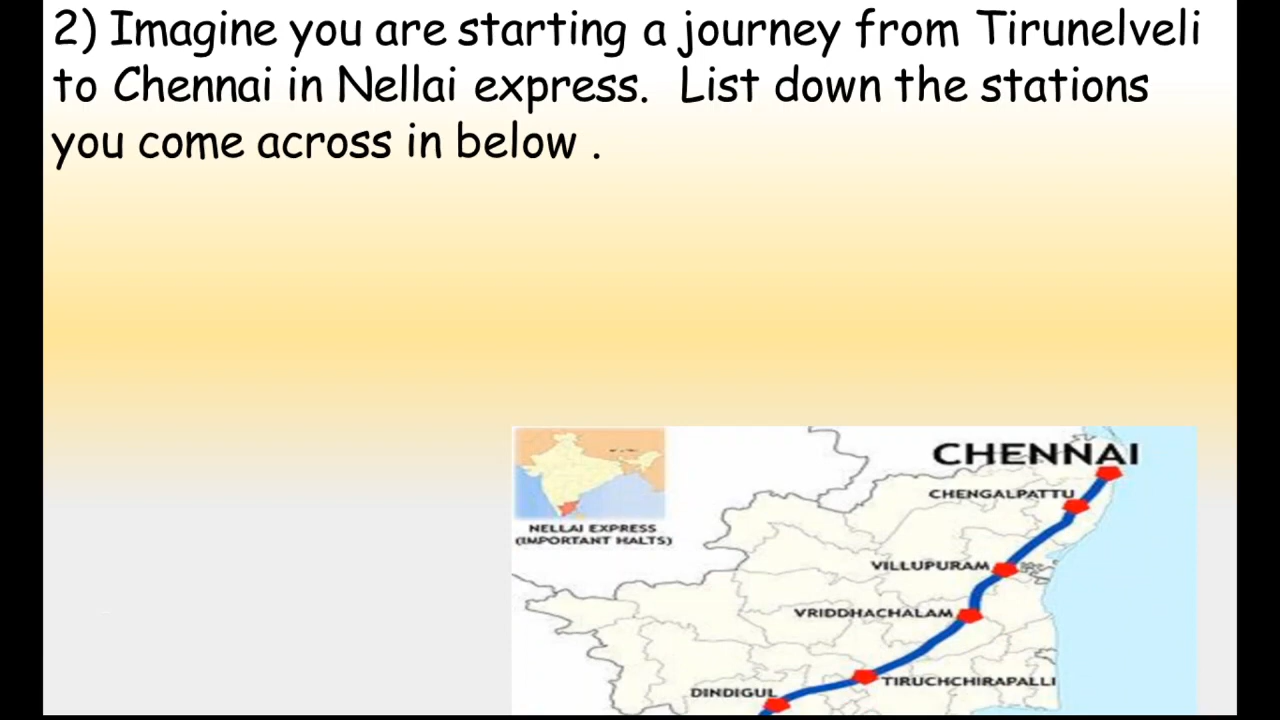 2) Imagine you are starting a journey from Tirunelveli
to Chennai in Nellai express. List down the stations
you come across in below .
CHENNAI
CHENGALPATTU
NELLAI EXPRESS
(IMPORTANT HALTS)
VILLUPURAM
VRIDDHACHALAM
TIRUCHCHIRAPALLI
DINDIGUL